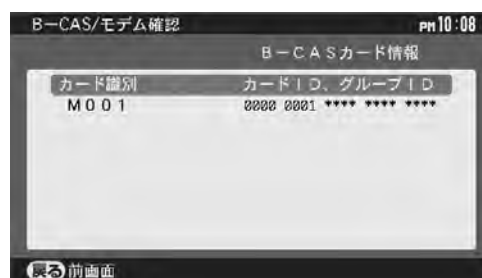 B－CAS/モデム確認 PM10:08
B－CASカード情報
カード識別 カードID、グループID
M001 0000 0001 **** **** ****
戻る 前画面